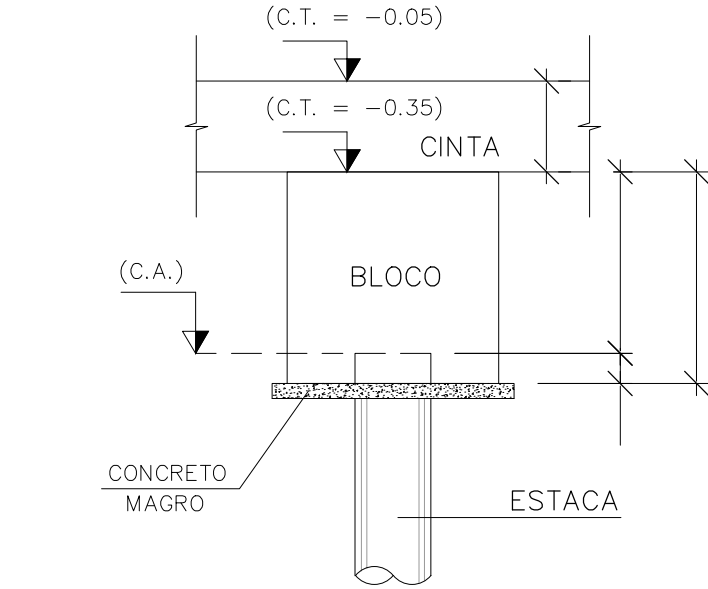 (C.T. = -0.05)
(C.T. = -0.35)
CINTA
(C.A.)
BLOCO
CONCRETO
MAGRO
ESTACA